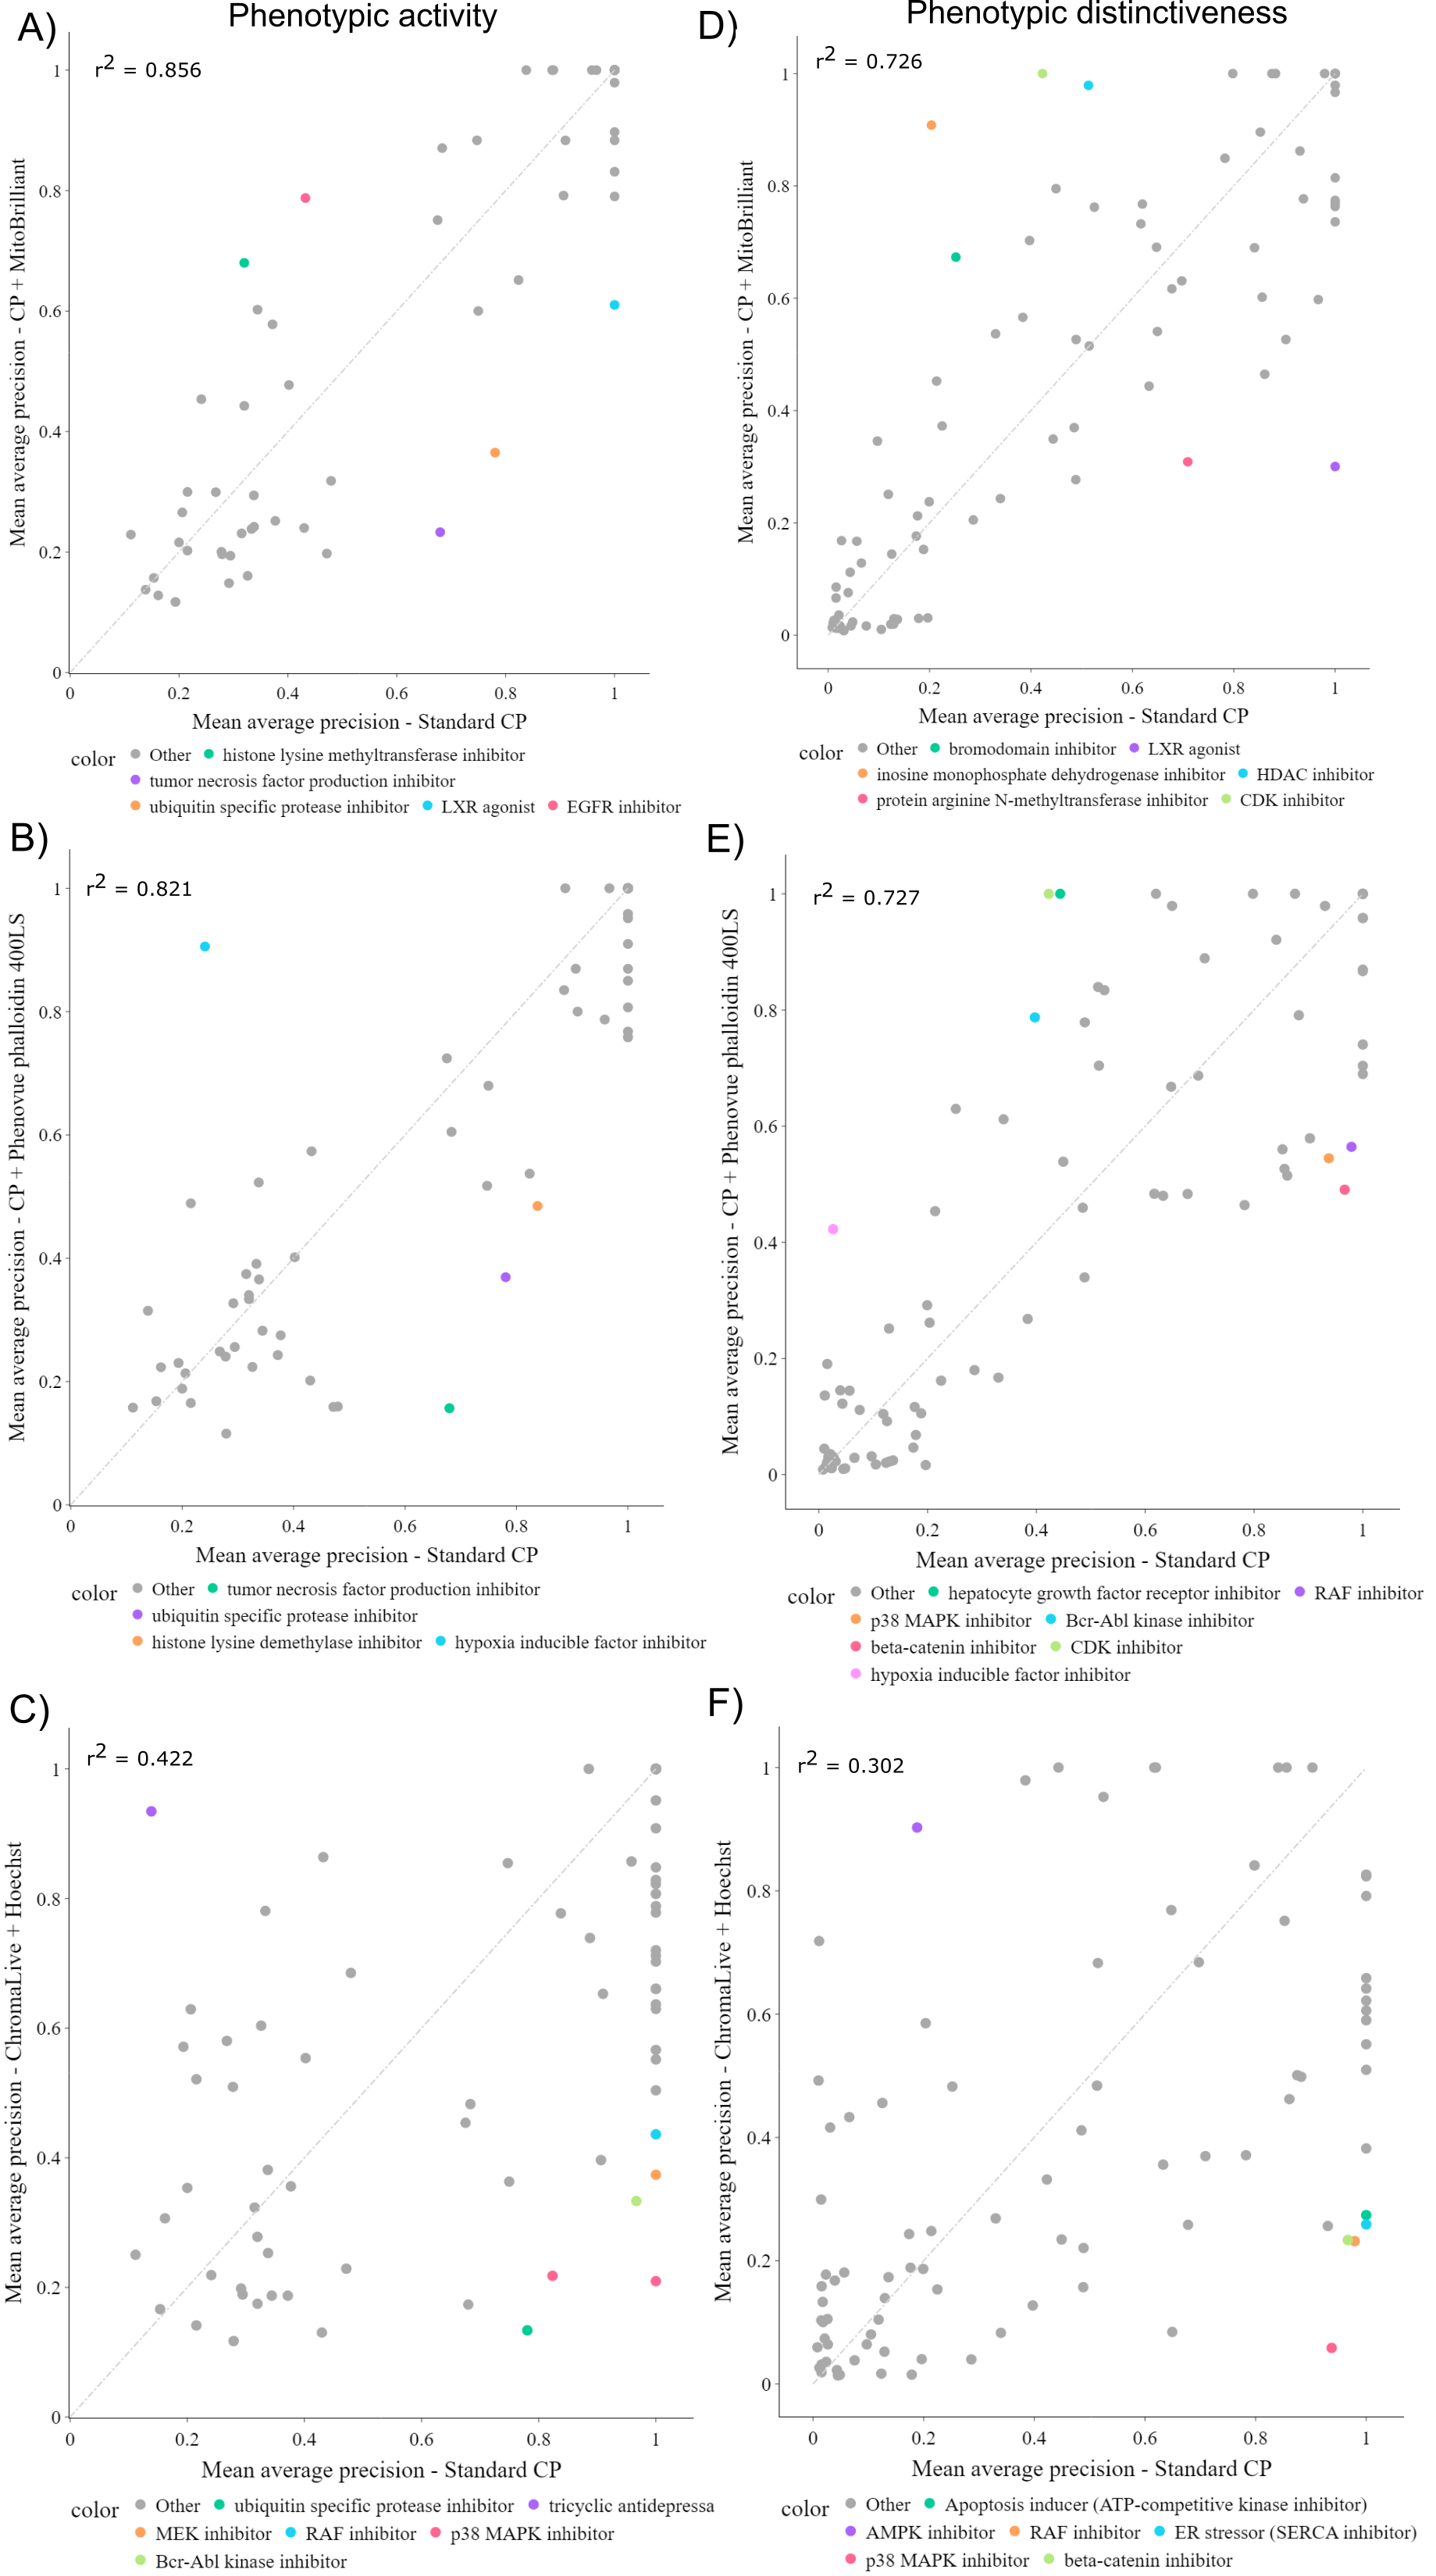 A)
Phenotypic activity
r2 = 0.856
Mean average precision - CP + MitoBrilliant
1
0.8
0.6
0.4
0.2
0
0 0.2 0.4 0.6 0.8 1
Mean average precision - Standard CP
color Other histone lysine methyltransferase inhibitor
tumor necrosis factor production inhibitor
ubiquitin specific protease inhibitor LXR agonist EGFR inhibitor
D)
Phenotypic distinctiveness
r2 = 0.726
Mean average precision - CP + MitoBrilliant
1
0.8
0.6
0.4
0.2
0
0 0.2 0.4 0.6 0.8 1
Mean average precision - Standard CP
color Other bromodomain inhibitor LXR agonist
inosine monophosphate dehydrogenase inhibitor HDAC inhibitor
protein arginine N-methyltransferase inhibitor CDK inhibitor
B)
r2 = 0.821
Mean average precision - CP + Phenovue phalloidin 400LS
1
0.8
0.6
0.4
0.2
0
0 0.2 0.4 0.6 0.8 1
Mean average precision - Standard CP
color Other tumor necrosis factor production inhibitor
ubiquitin specific protease inhibitor
histone lysine demethylase inhibitor hypoxia inducible factor inhibitor
E)
r2 = 0.727
Mean average precision - CP + Phenovue phalloidin 400LS
1
0.8
0.6
0.4
0.2
0
0 0.2 0.4 0.6 0.8 1
Mean average precision - Standard CP
color Other hepatocyte growth factor receptor inhibitor RAF inhibitor
p38 MAPK inhibitor Bcr-Abl kinase inhibitor
beta-catenin inhibitor CDK inhibitor
hypoxia inducible factor inhibitor
C)
r2 = 0.422
Mean average precision - ChromaLive + Hoechst
1
0.8
0.6
0.4
0.2
0
0 0.2 0.4 0.6 0.8 1
Mean average precision - Standard CP
color Other ubiquitin specific protease inhibitor tricyclic antidepressa
MEK inhibitor RAF inhibitor p38 MAPK inhibitor
Bcr-Abl kinase inhibitor
F)
r2 = 0.302
Mean average precision - ChromaLive + Hoechst
1
0.8
0.6
0.4
0.2
0
0 0.2 0.4 0.6 0.8 1
Mean average precision - Standard CP
color Other Apoptosis inducer (ATP-competitive kinase inhibitor)
AMPK inhibitor RAF inhibitor ER stressor (SERCA inhibitor)
p38 MAPK inhibitor beta-catenin inhibitor